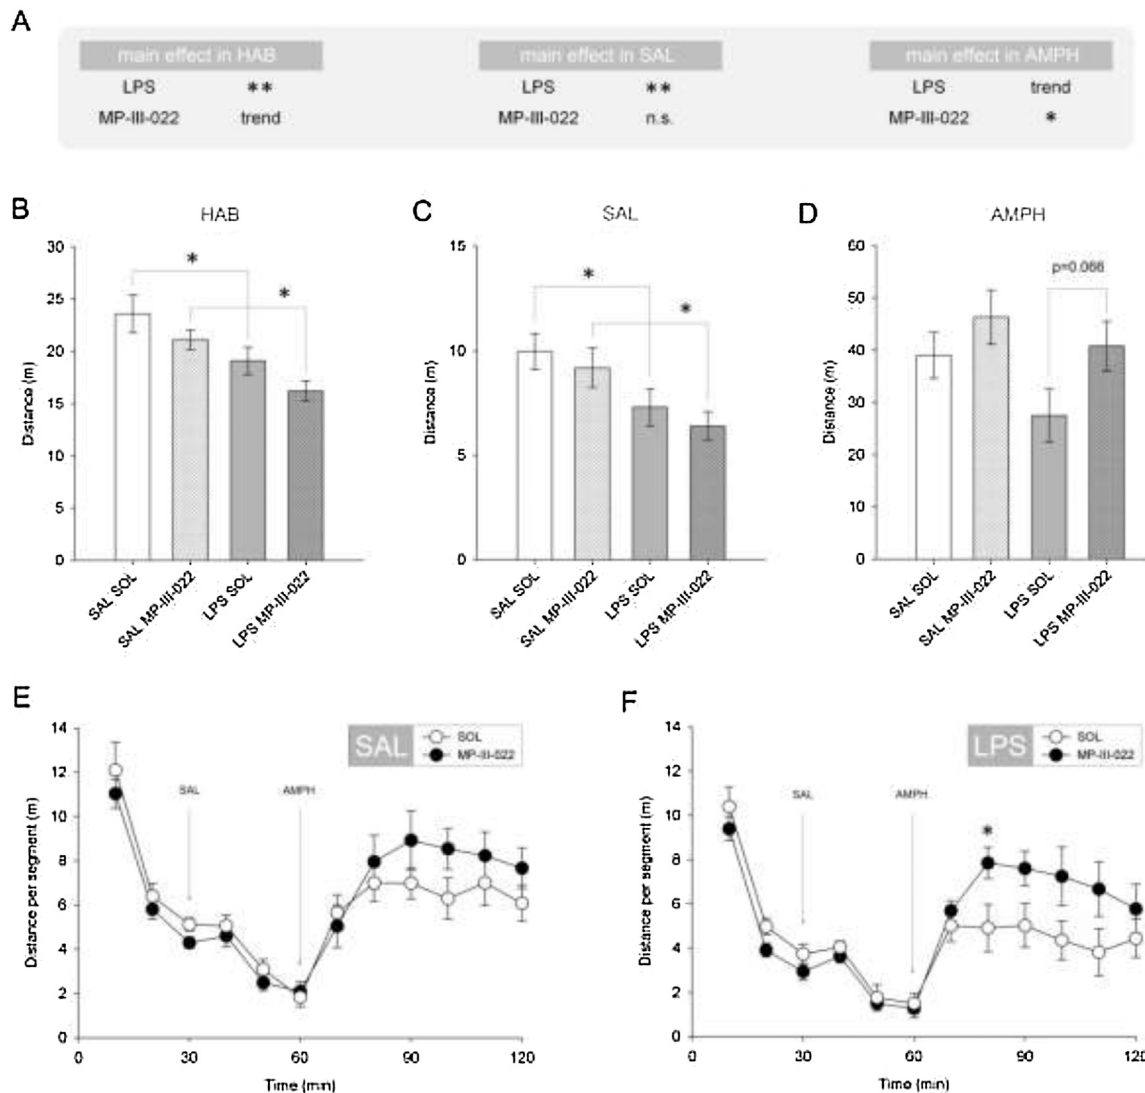 A
main effect in HAB
LPS **
MP-III-022 trend
main effect in SAL
LPS **
MP-III-022 n.s.
main effect in AMPH
LPS trend
MP-III-022 *
B
HAB
Distance (m)
30
25
20
15
10
5
0
*
*
SAL SOL
SAL MP-III-022
LPS SOL
LPS MP-III-022
C
SAL
Distance (m)
15
10
5
0
*
*
SAL SOL
SAL MP-III-022
LPS SOL
LPS MP-III-022
D
AMPH
Distance (m)
60
50
40
30
20
10
0
p=0.066
SAL SOL
SAL MP-III-022
LPS SOL
LPS MP-III-022
E
Distance per segment (m)
14
12
10
8
6
4
2
0
SAL
SOL
MP-III-022
SAL
AMPH
0 30 60 90 120
Time (min)
F
Distance per segment (m)
14
12
10
8
6
4
2
0
LPS
SOL
MP-III-022
SAL
AMPH
*
0 30 60 90 120
Time (min)